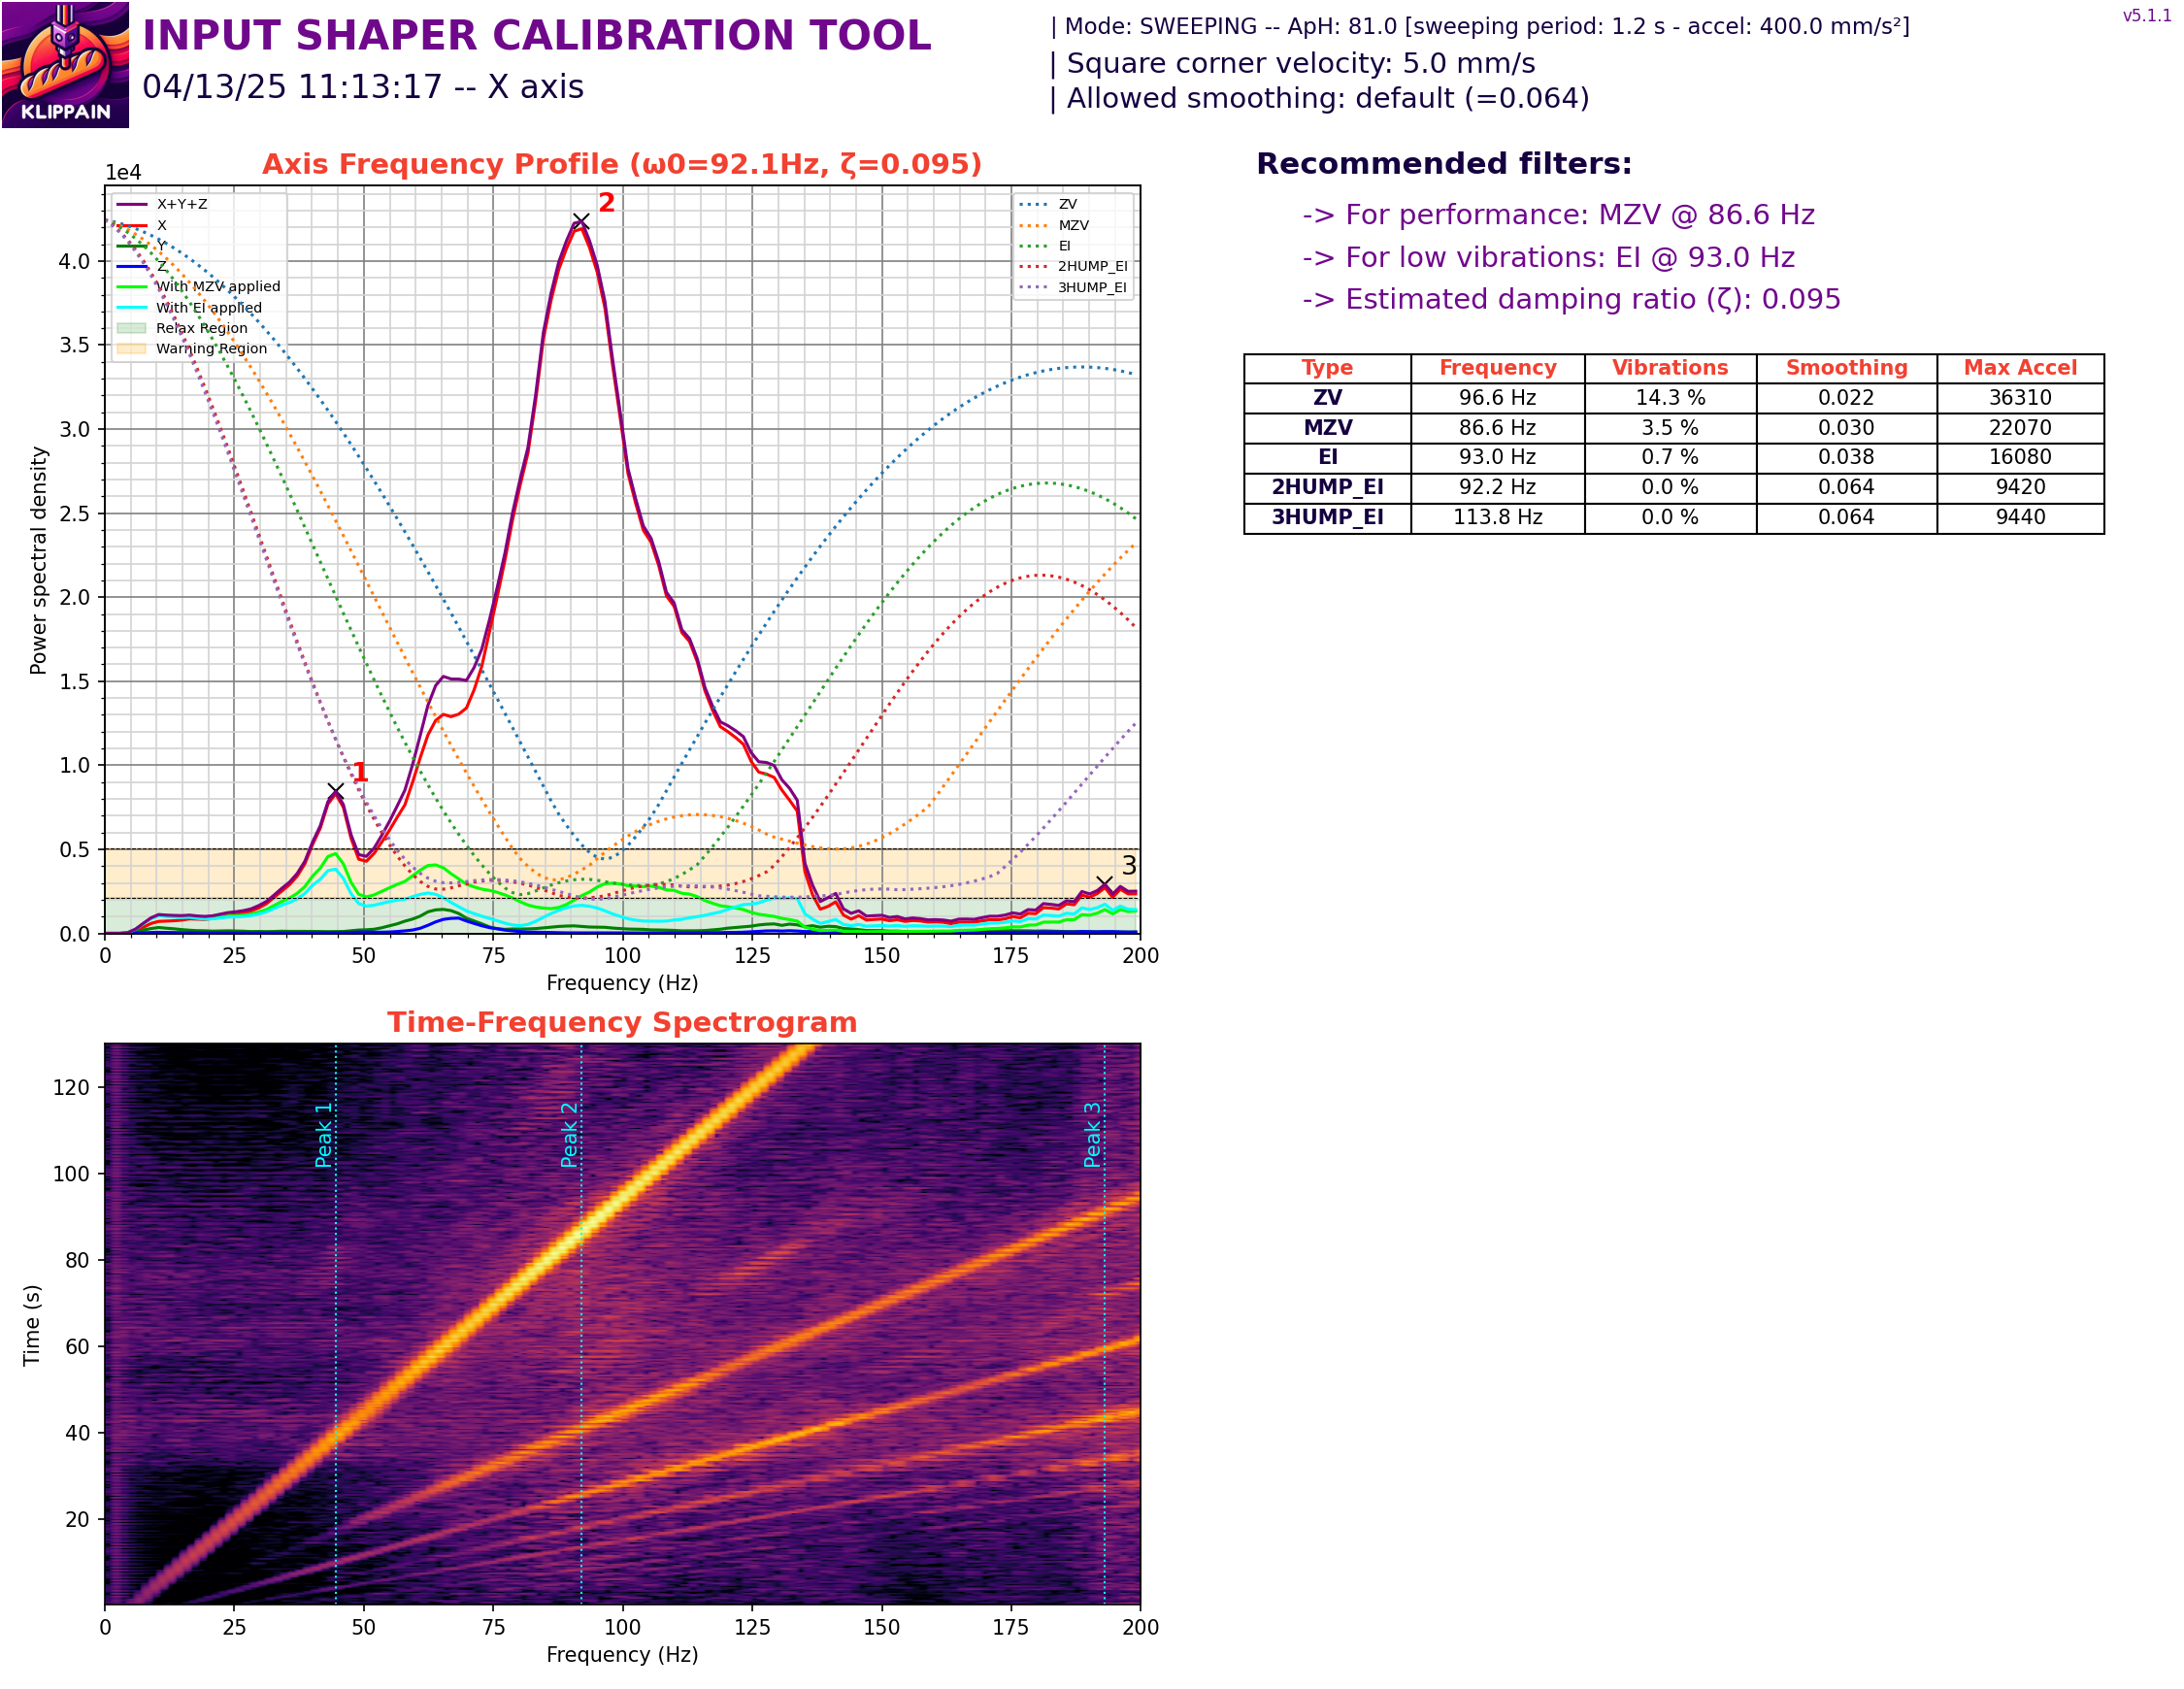 KLIPPAIN
INPUT SHAPER CALIBRATION TOOL
04/13/25 11:13:17 -- X axis
| Mode: SWEEPING -- ApH: 81.0 [sweeping period: 1.2 s - accel: 400.0 mm/s²]
| Square corner velocity: 5.0 mm/s
| Allowed smoothing: default (=0.064)
v5.1.1
Axis Frequency Profile (ω0=92.1Hz, ζ=0.095)
1e4
X+Y+Z
X
Y
Z
With MZV applied
With EI applied
Relax Region
Warning Region
ZV
MZV
EI
2HUMP_EI
3HUMP_EI
1
2
3
Power spectral density
4.0
3.5
3.0
2.5
2.0
1.5
1.0
0.5
0.0
0 25 50 75 100 125 150 175 200
Frequency (Hz)
Recommended filters:
-> For performance: MZV @ 86.6 Hz
-> For low vibrations: EI @ 93.0 Hz
-> Estimated damping ratio (ζ): 0.095
Type Frequency Vibrations Smoothing Max Accel
ZV 96.6 Hz 14.3 % 0.022 36310
MZV 86.6 Hz 3.5 % 0.030 22070
EI 93.0 Hz 0.7 % 0.038 16080
2HUMP_EI 92.2 Hz 0.0 % 0.064 9420
3HUMP_EI 113.8 Hz 0.0 % 0.064 9440
Time-Frequency Spectrogram
Time (s)
120
100
80
60
40
20
Peak 1
Peak 2
Peak 3
0 25 50 75 100 125 150 175 200
Frequency (Hz)